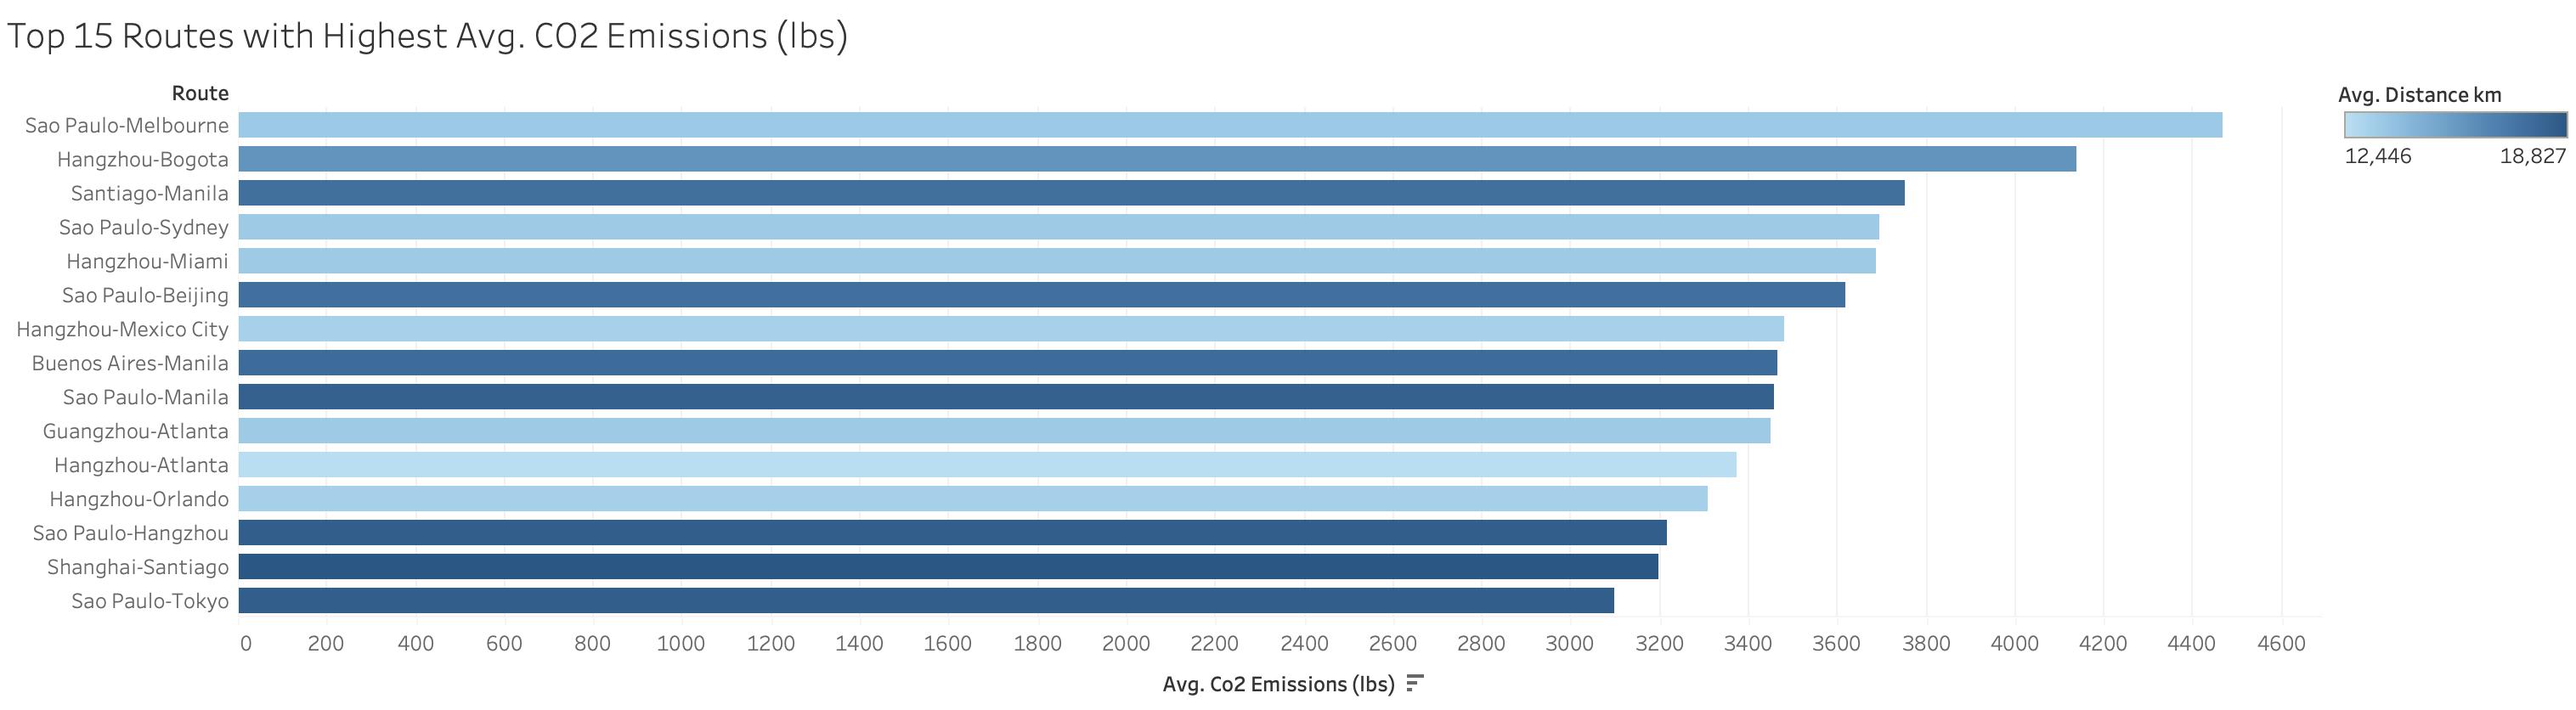 Top 15 Routes with Highest Avg. CO2 Emissions (lbs)
Route
Avg. Distance km
12,446 18,827
Sao Paulo-Melbourne
Hangzhou-Bogota
Santiago-Manila
Sao Paulo-Sydney
Hangzhou-Miami
Sao Paulo-Beijing
Hangzhou-Mexico City
Buenos Aires-Manila
Sao Paulo-Manila
Guangzhou-Atlanta
Hangzhou-Atlanta
Hangzhou-Orlando
Sao Paulo-Hangzhou
Shanghai-Santiago
Sao Paulo-Tokyo
0 200 400 600 800 1000 1200 1400 1600 1800 2000 2200 2400 2600 2800 3000 3200 3400 3600 3800 4000 4200 4400 4600
Avg. Co2 Emissions (lbs)